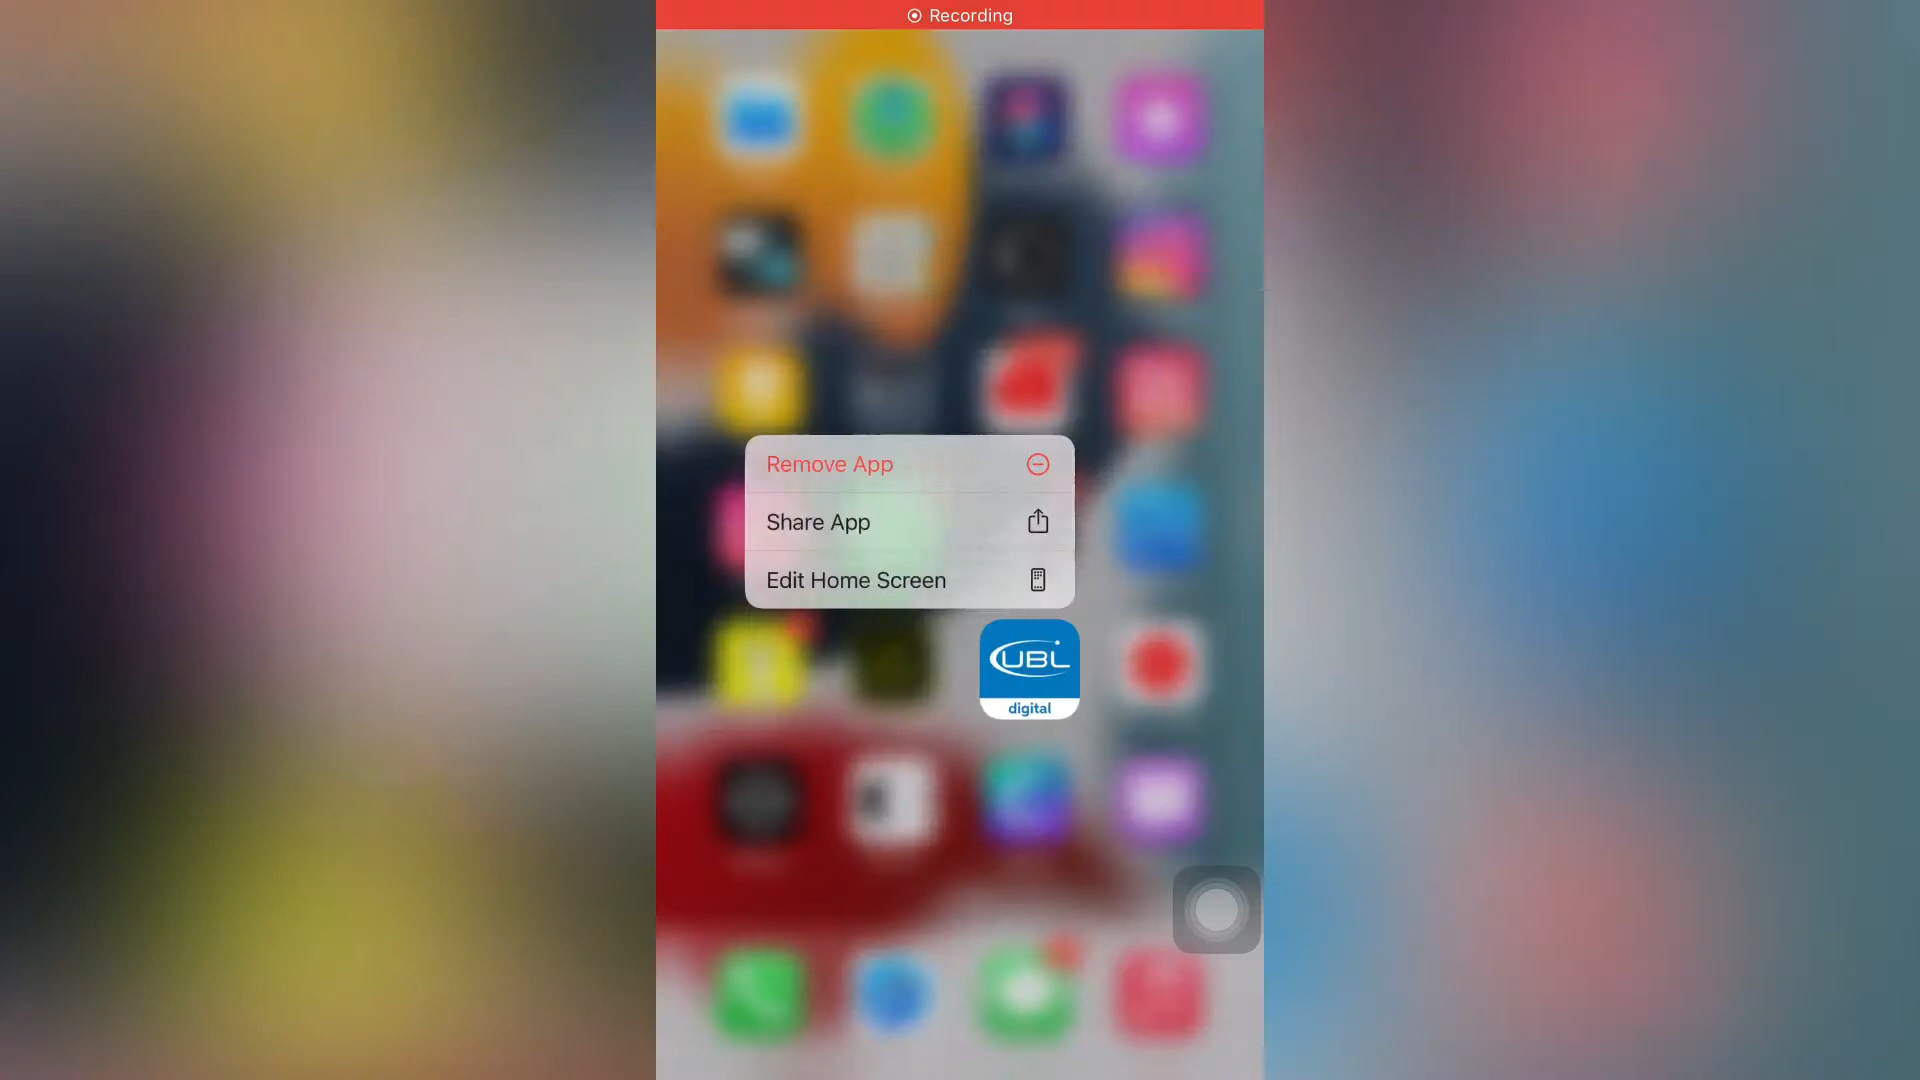 Recording
Remove App
Share App
Edit Home Screen
UBL
digital